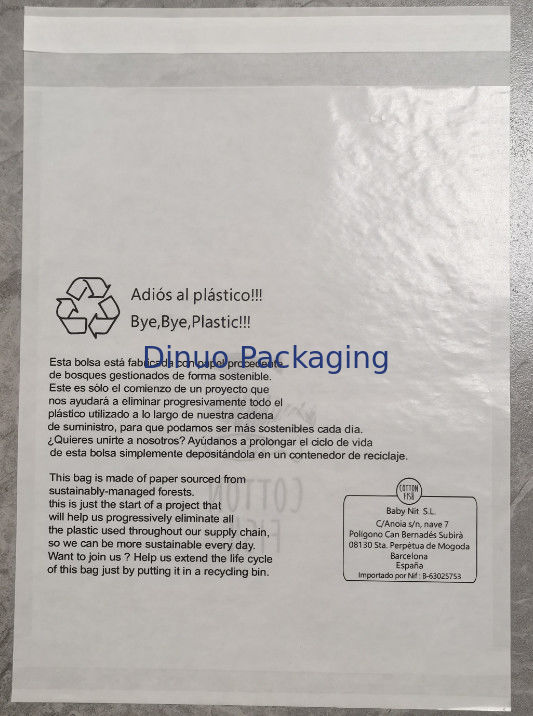 Adiós al plástico!!!
Bye,Bye,Plastic!!!
Dinuo Packaging
Esta bolsa está fabricada con papel procedente
de bosques gestionados de forma sostenible.
Este es sólo el comienzo de un proyecto que
nos ayudará a eliminar progresivamente todo el
plástico utilizado a lo largo de nuestra cadena
de suministro, para que podamos ser más sostenibles cada día.
¿Quieres unirte a nosotros? Ayúdanos a prolongar el ciclo de vida
de esta bolsa simplemente depositándola en un contenedor de reciclaje.
This bag is made of paper sourced from
sustainably-managed forests.
this is just the start of a project that
will help us progressively eliminate all
the plastic used throughout our supply chain,
so we can be more sustainable every day.
Want to join us ? Help us extend the life cycle
of this bag just by putting it in a recycling bin.
COTTON
FISH
COTTON
FISH
Baby Nit S.L.
C/Anoia s/n, nave 7
Polígono Can Bernadés Subirà
08130 Sta. Perpétua de Mogoda
Barcelona
España
Importado por Nif : B-63025753